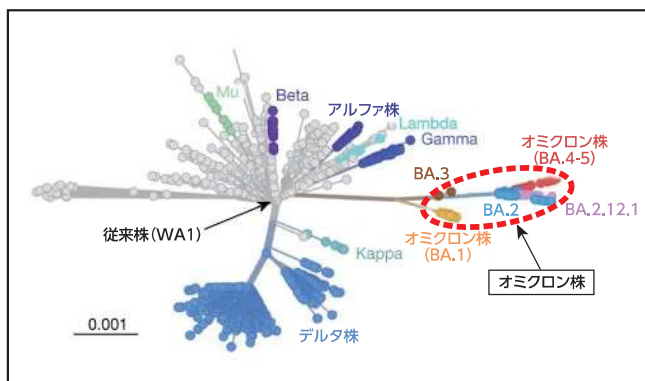 Mu
Beta
アルファ株
Lambda
Gamma
オミクロン株
(BA.4-5)
BA.3
BA.2
BA.2.12.1
従来株(WA1)
オミクロン株
(BA.1)
Kappa
オミクロン株
デルタ株
0.001